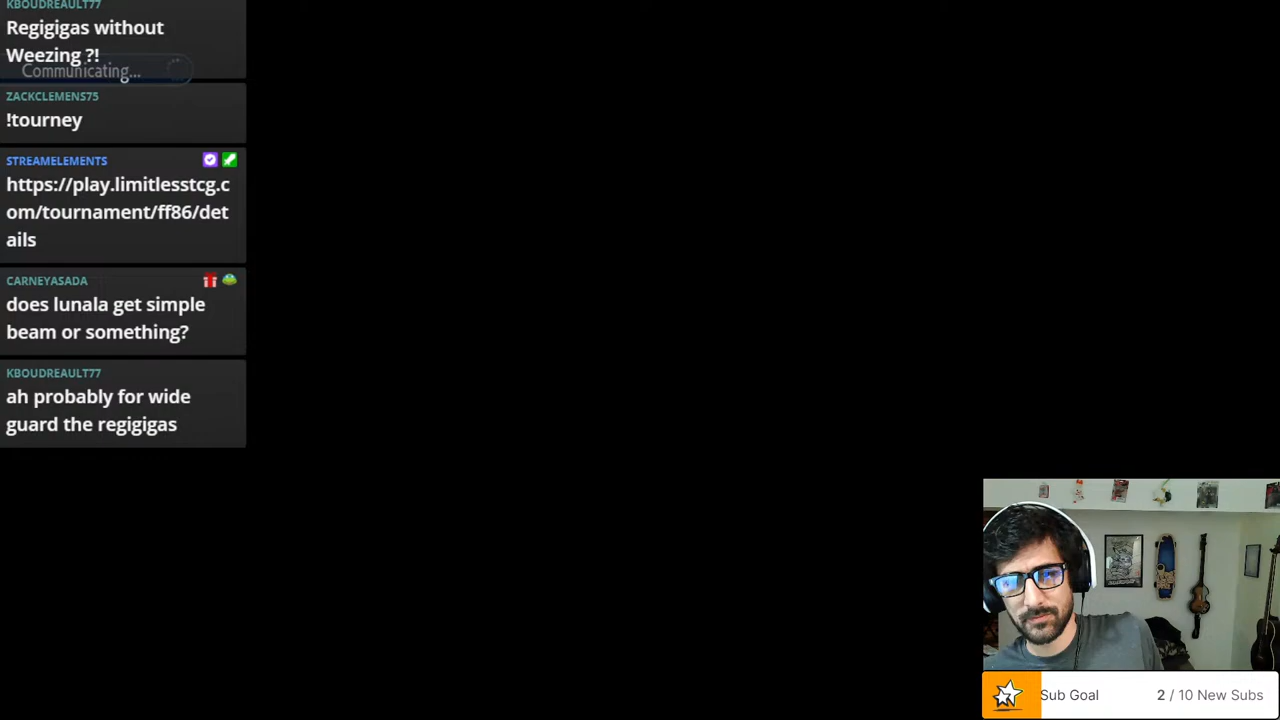 KBOUDREAULT77
Regigigas without
Weezing ?!
Communicating...
ZACKCLEMENS75
!tourney
STREAMELEMENTS
https://play.limitlesstcg.c
om/tournament/ff86/det
ails
CARNEYASADA
does lunala get simple
beam or something?
KBOUDREAULT77
ah probably for wide
guard the regigigas
Sub Goal 2 / 10 New Subs